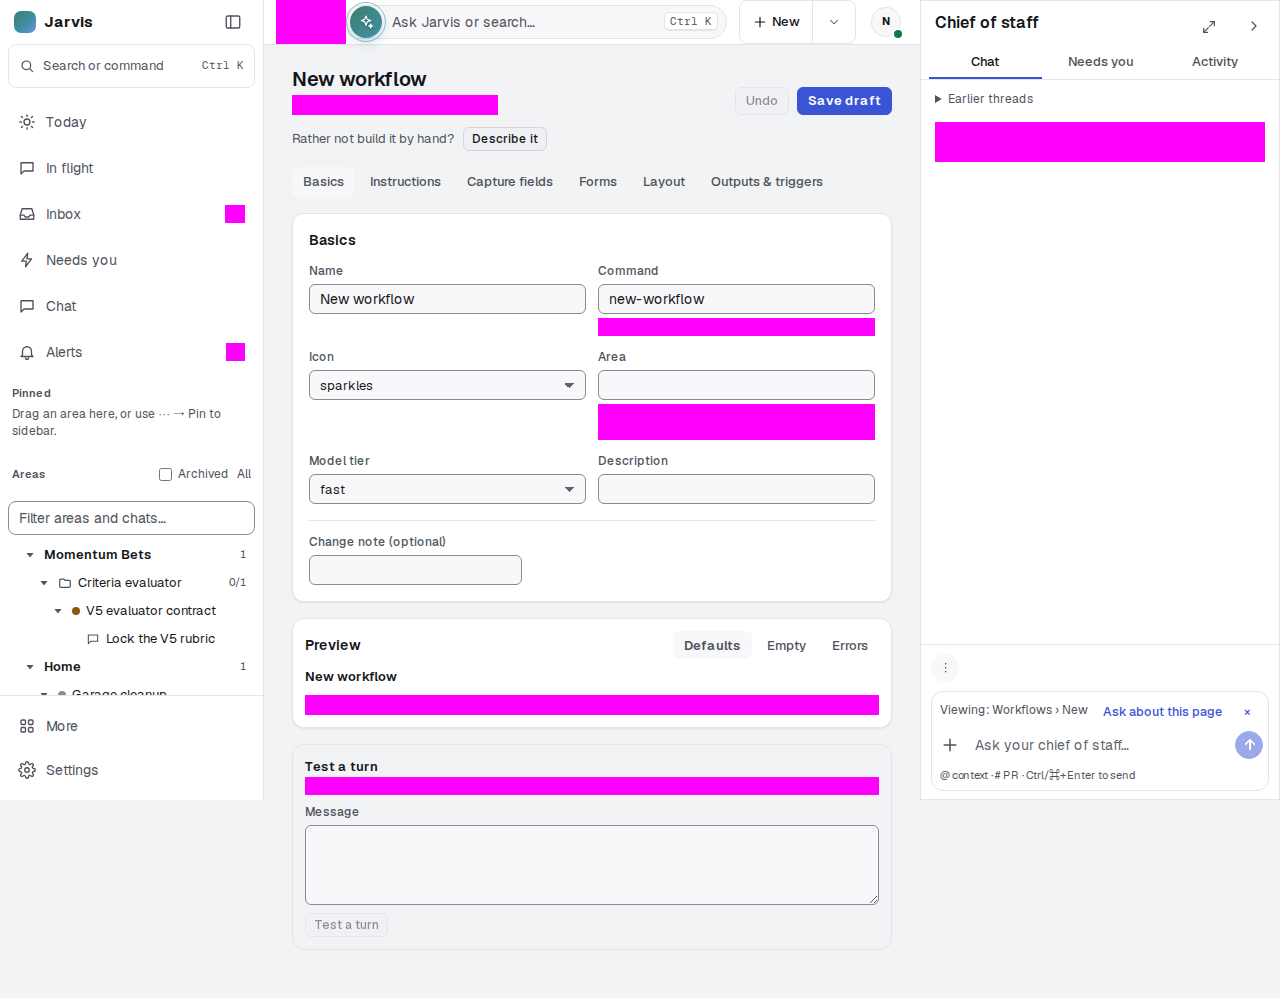 Jarvis
Search or command
Ctrl K
Today
In flight
Inbox
Needs you
Chat
Alerts
Pinned
Drag an area here, or use ··· → Pin to sidebar.
Areas
Archived
All
Filter areas and chats…
Momentum Bets
1
Criteria evaluator
0/1
V5 evaluator contract
Lock the V5 rubric
Home
1
Garage cleanup
More
Settings
Ask Jarvis or search…
Ctrl K
New
N
New workflow
Undo
Save draft
Rather not build it by hand?
Describe it
Basics
Instructions
Capture fields
Forms
Layout
Outputs & triggers
Basics
Name
Command
New workflow
new-workflow
Icon
Area
sparkles
Model tier
Description
fast
Change note (optional)
Preview
Defaults
Empty
Errors
New workflow
Test a turn
Message
Test a turn
Chief of staff
Chat
Needs you
Activity
Earlier threads
Viewing: Workflows › New
Ask about this page
×
Ask your chief of staff…
@ context · # PR · Ctrl/⌘+Enter to send